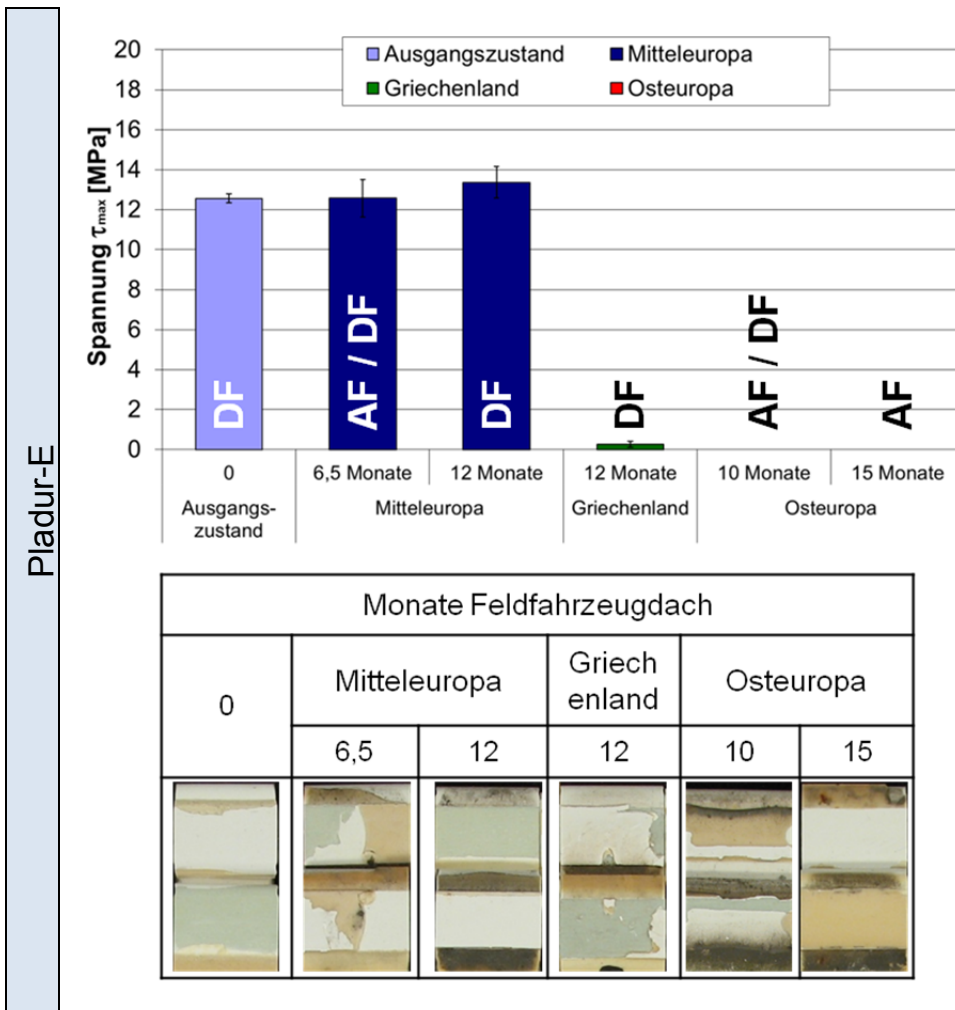 Pladur-E
Spannung τmax [MPa]
20
18
16
14
12
10
8
6
4
2
0
Ausgangszustand
Mitteleuropa
Griechenland
Osteuropa
DF
AF / DF
DF
DF
AF / DF
AF
0
6,5 Monate
12 Monate
12 Monate
10 Monate
15 Monate
Ausgangs-
zustand
Mitteleuropa
Griechenland
Osteuropa
Monate Feldfahrzeugdach
0
Mitteleuropa
Griech
enland
Osteuropa
6,5
12
12
10
15